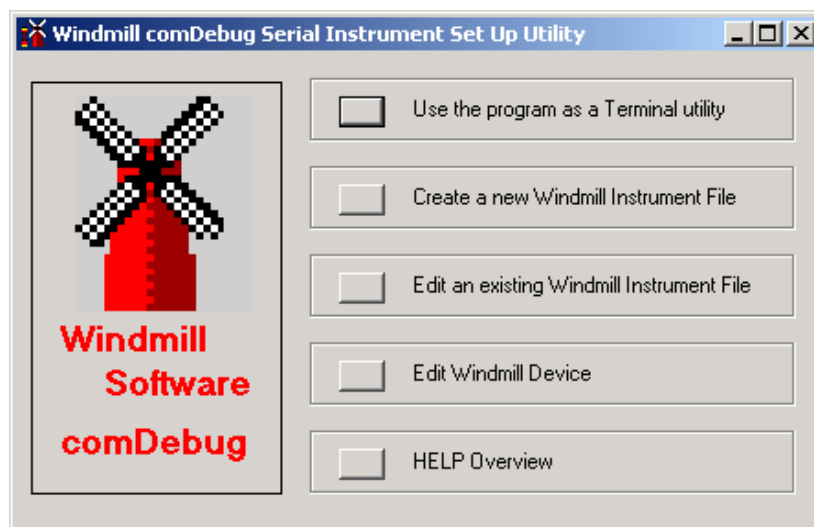 Windmill comDebug Serial Instrument Set Up Utility
Windmill
Software
comDebug
Use the program as a Terminal utility
Create a new Windmill Instrument File
Edit an existing Windmill Instrument File
Edit Windmill Device
HELP Overview